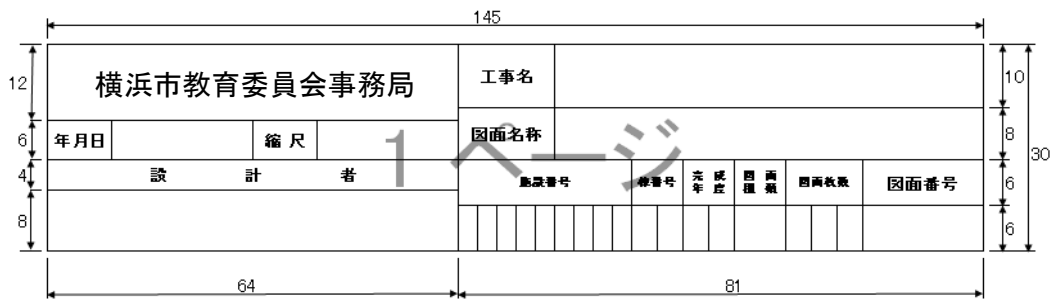 145
12
横浜市教育委員会事務局
工事名
10
6
年月日
縮尺
図面名称
8
30
4
設計者
施設番号
棟番号
完成年度
図面種類
図面枚数
図面番号
6
8
6
64
81
1 ページ